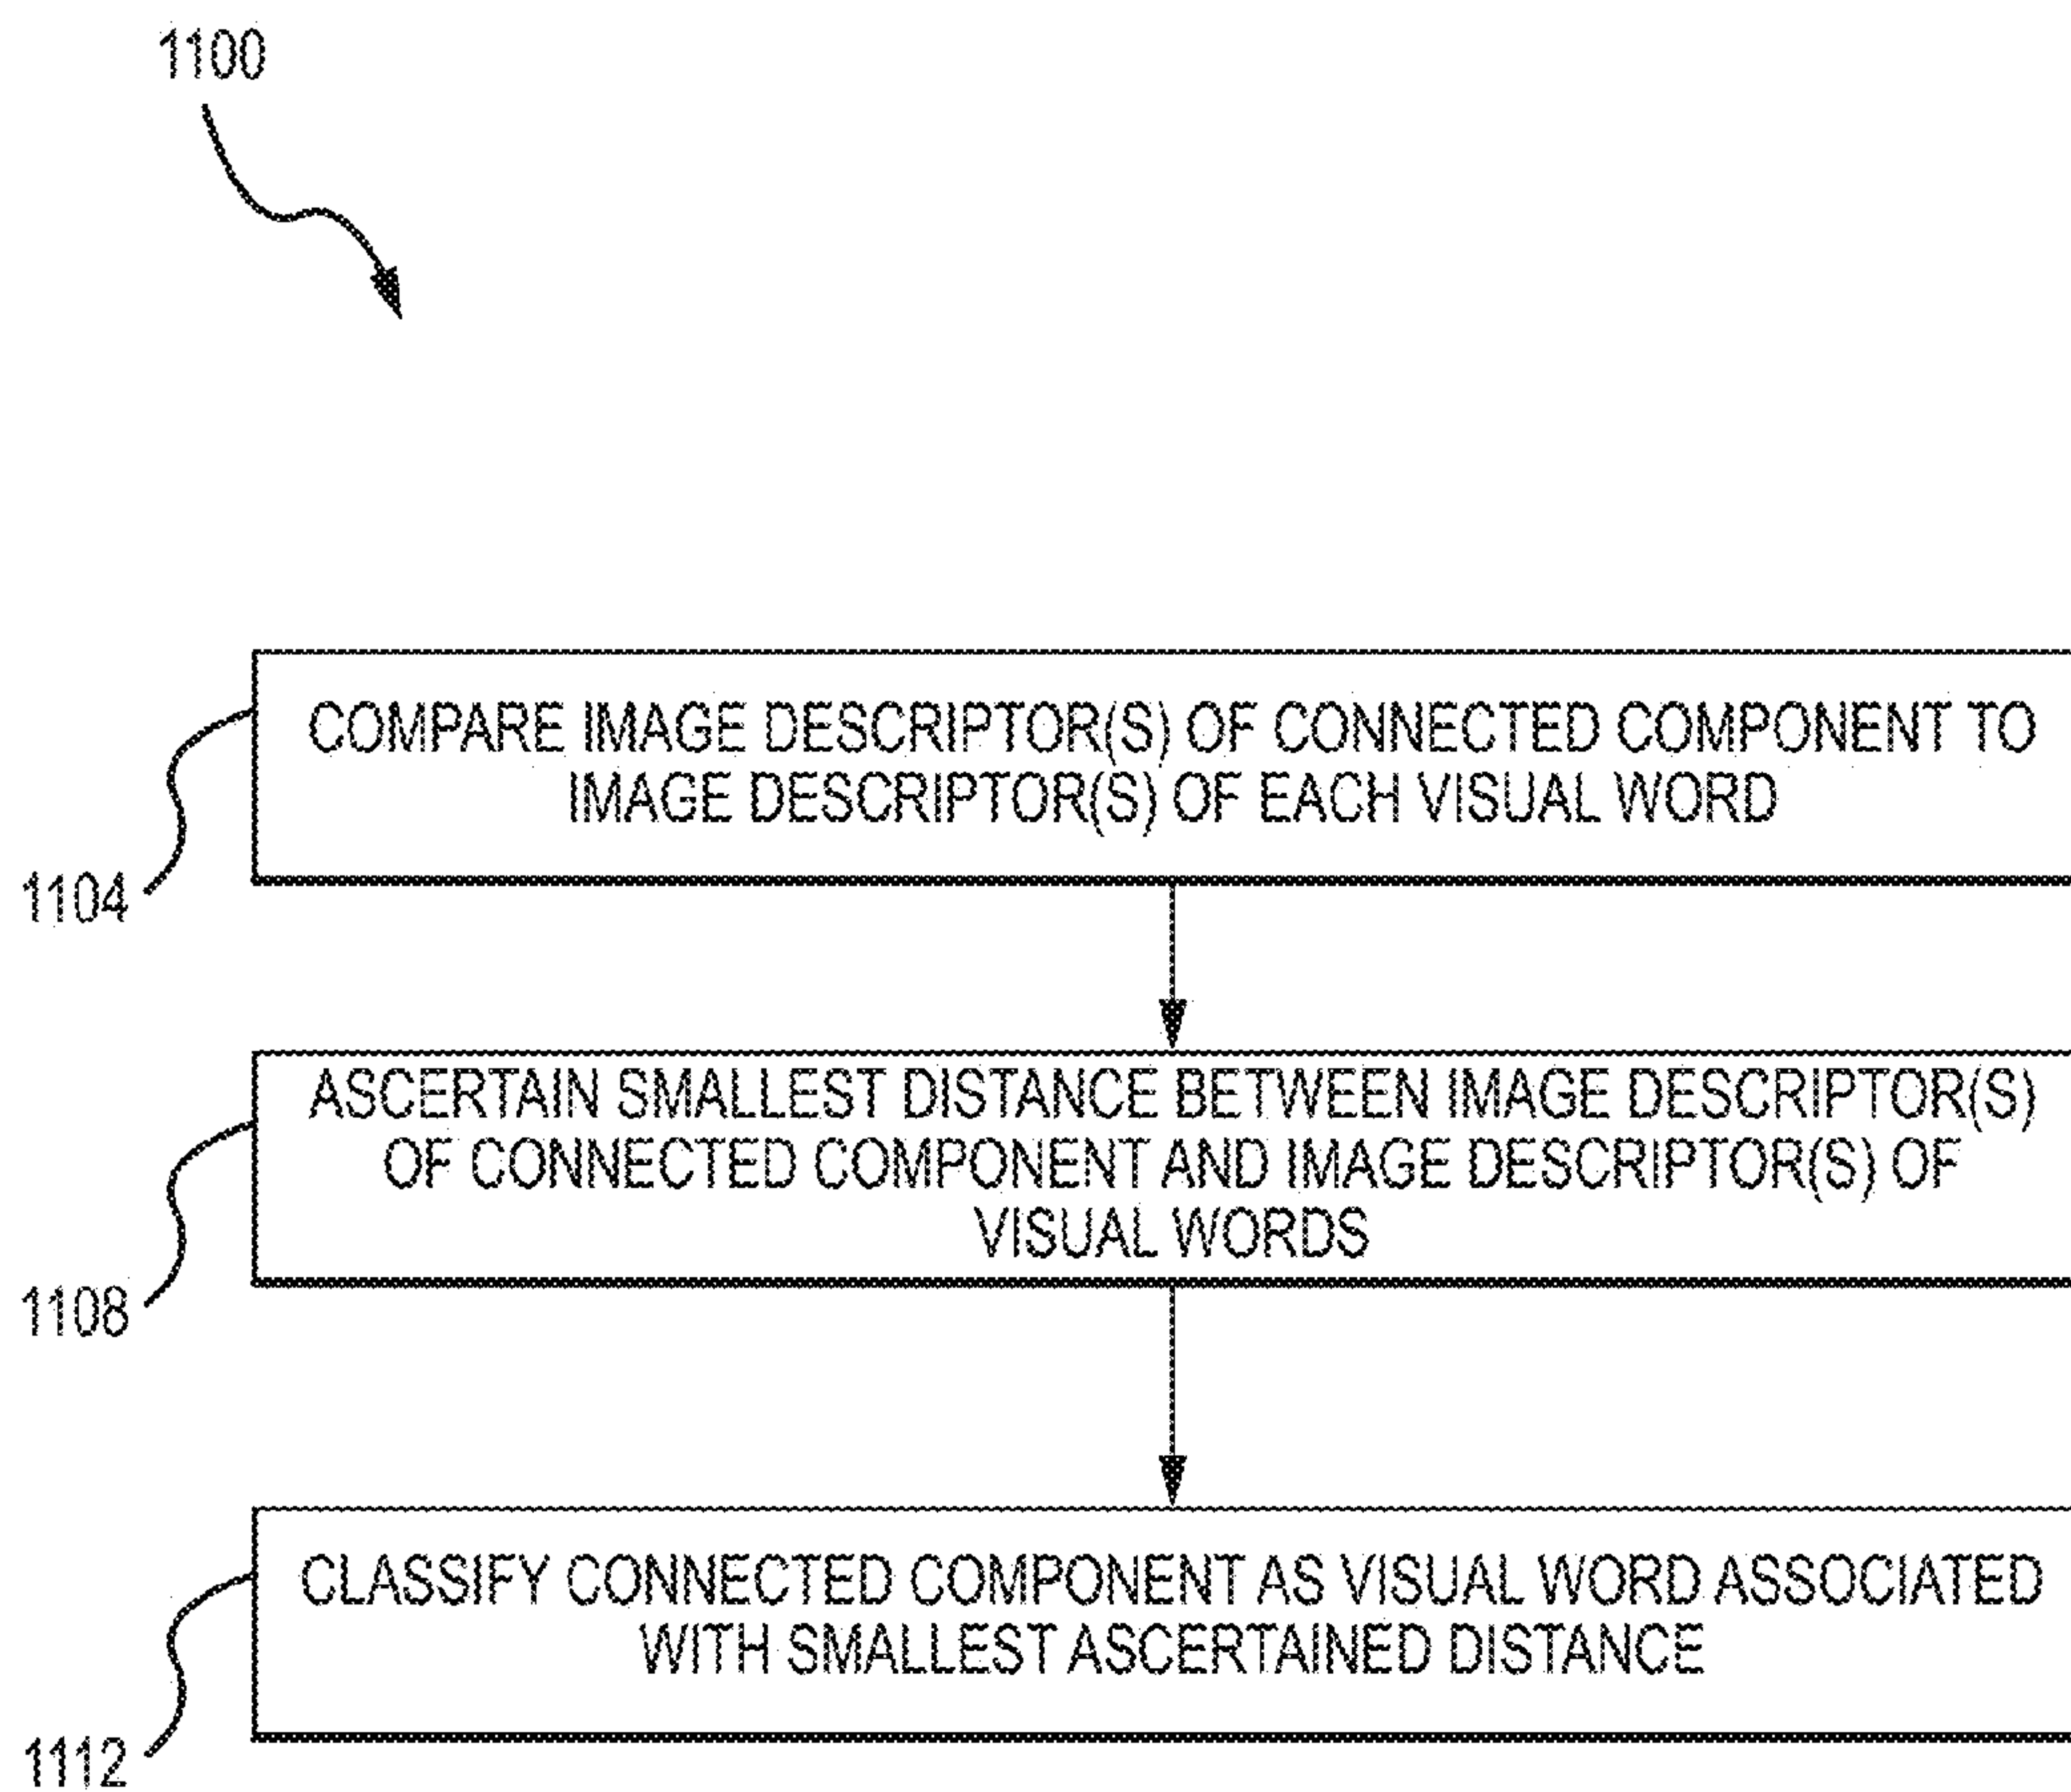 1100
COMPARE IMAGE DESCRIPTOR(S) OF CONNECTED COMPONENT TO
IMAGE DESCRIPTOR(S) OF EACH VISUAL WORD
1104
ASCERTAIN SMALLEST DISTANCE BETWEEN IMAGE DESCRIPTOR(S)
OF CONNECTED COMPONENT AND IMAGE DESCRIPTOR(S) OF
VISUAL WORDS
1108
CLASSIFY CONNECTED COMPONENT AS VISUAL WORD ASSOCIATED
WITH SMALLEST ASCERTAINED DISTANCE
1112